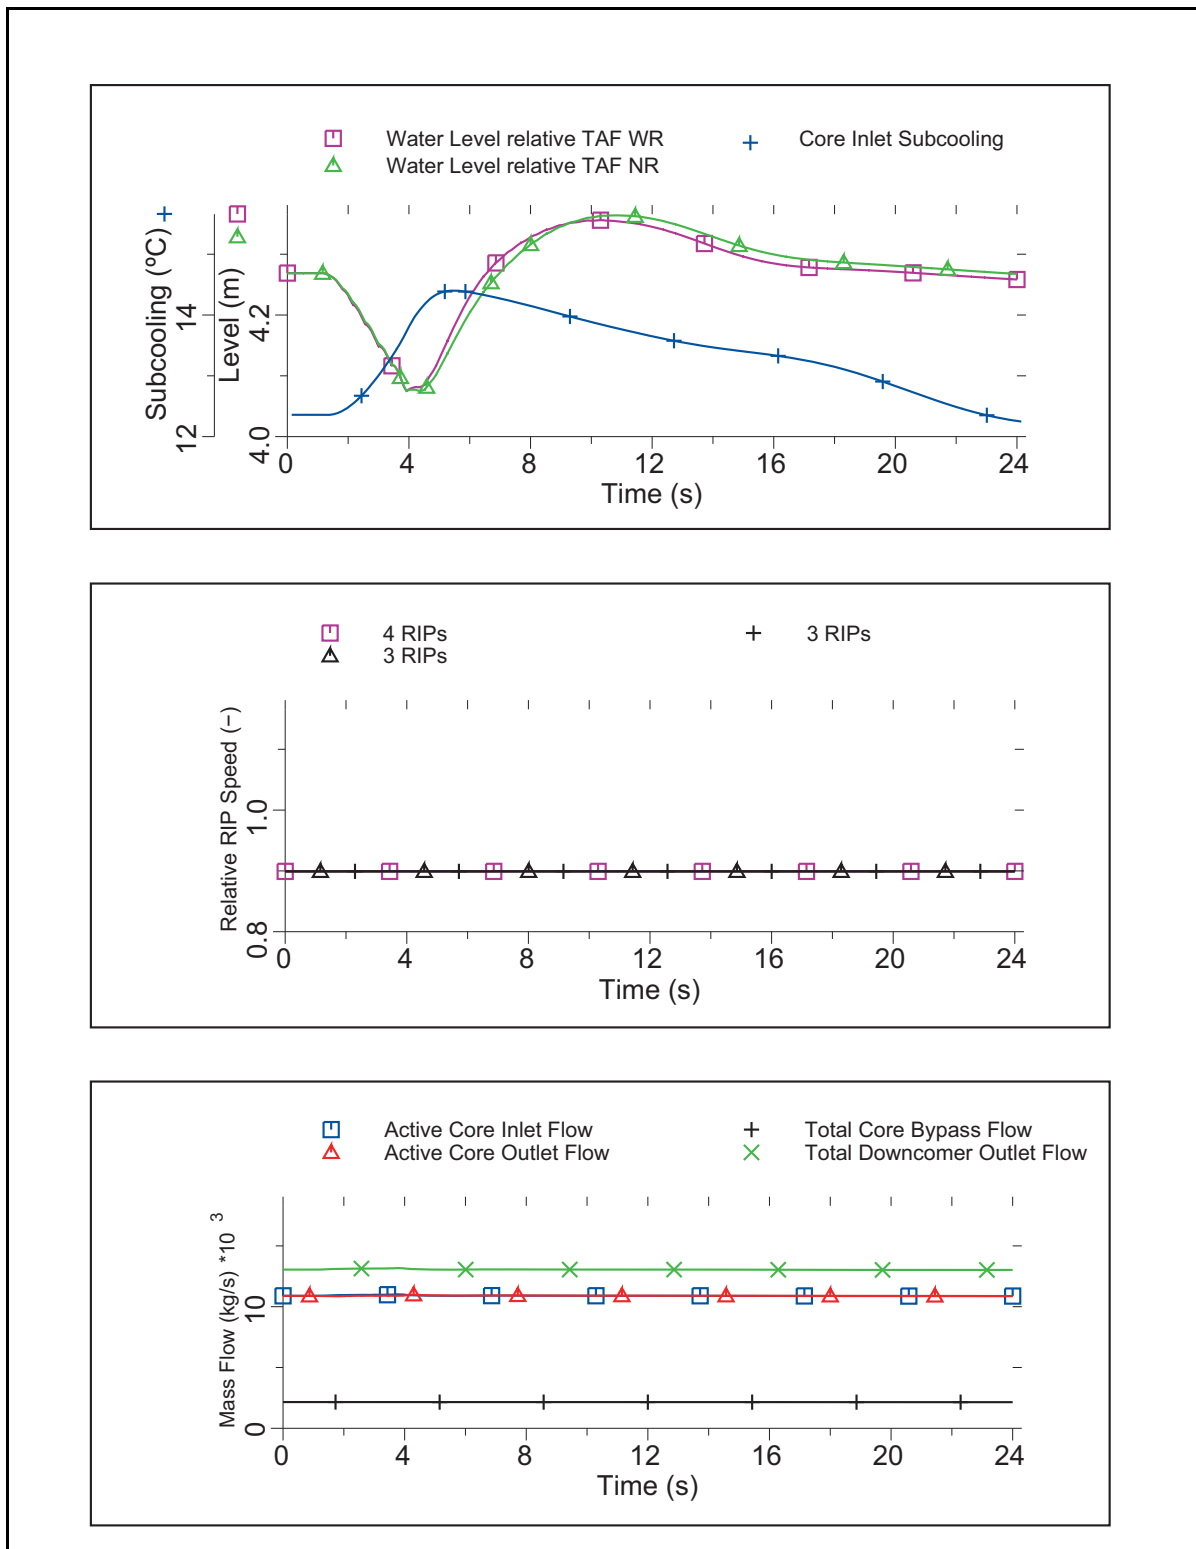 Water Level relative TAF WR
Core Inlet Subcooling
Water Level relative TAF NR
Subcooling (ºC)
12
14
Level (m)
4.0
4.2
0 4 8 12 16 20 24
Time (s)
4 RIPs
3 RIPs
3 RIPs
Relative RIP Speed (−)
0.8
1.0
0 4 8 12 16 20 24
Time (s)
Active Core Inlet Flow
Total Core Bypass Flow
Active Core Outlet Flow
Total Downcomer Outlet Flow
Mass Flow (kg/s) *10 3
0
10
0 4 8 12 16 20 24
Time (s)